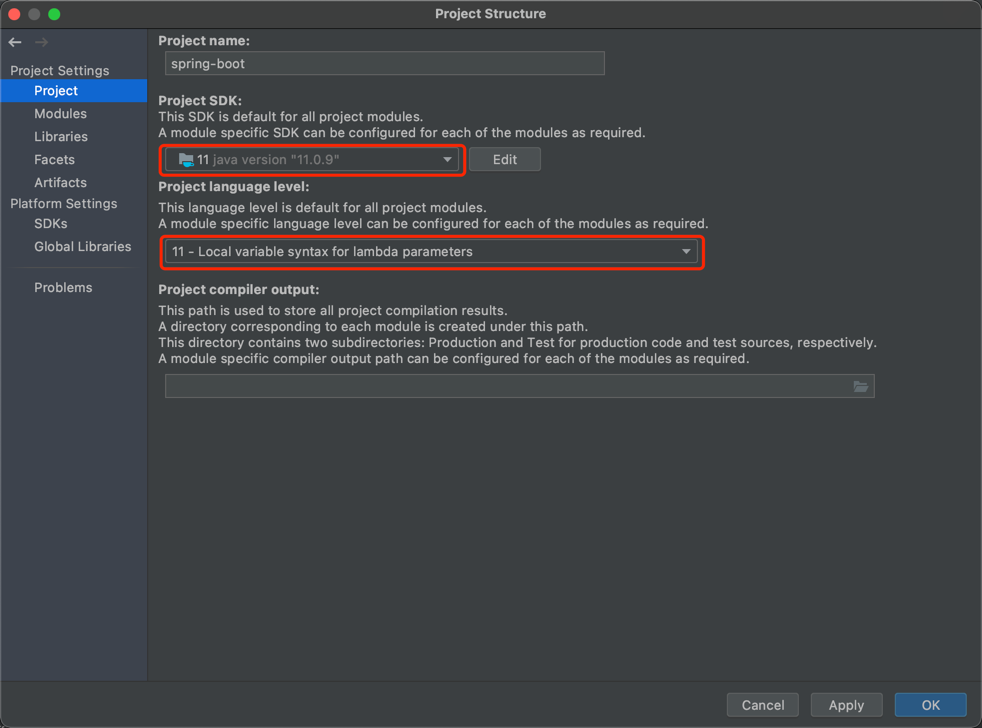 Project Structure
Project Settings
Project
Modules
Libraries
Facets
Artifacts
Platform Settings
SDKs
Global Libraries
Problems
Project name:
spring-boot
Project SDK:
This SDK is default for all project modules.
A module specific SDK can be configured for each of the modules as required.
11 java version "11.0.9"
Edit
Project language level:
This language level is default for all project modules.
A module specific language level can be configured for each of the modules as required.
11 - Local variable syntax for lambda parameters
Project compiler output:
This path is used to store all project compilation results.
A directory corresponding to each module is created under this path.
This directory contains two subdirectories: Production and Test for production code and test sources, respectively.
A module specific compiler output path can be configured for each of the modules as required.
Cancel
Apply
OK